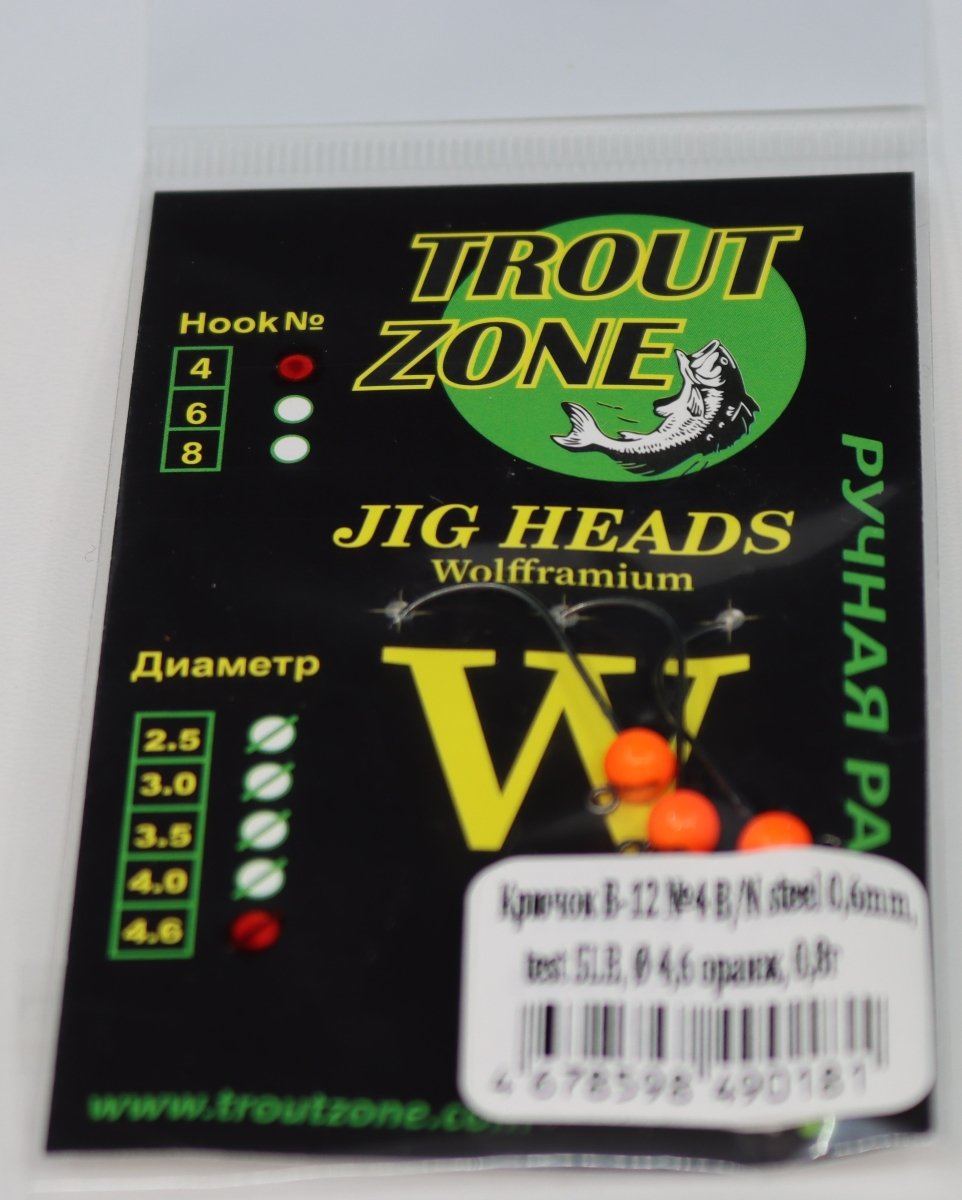 TROUT
ZONE
Hook №
4
6
8
JIG HEADS
Wolfframium
W
РУЧНАЯ РА
Диаметр
2.5
3.0
3.5
4.0
4.6
Крючок B-12 №4 B/N steel 0,6mm,
test 5LB, Ø 4,6 оранж, 0,8г
4 678598 490181
www.troutzone.co